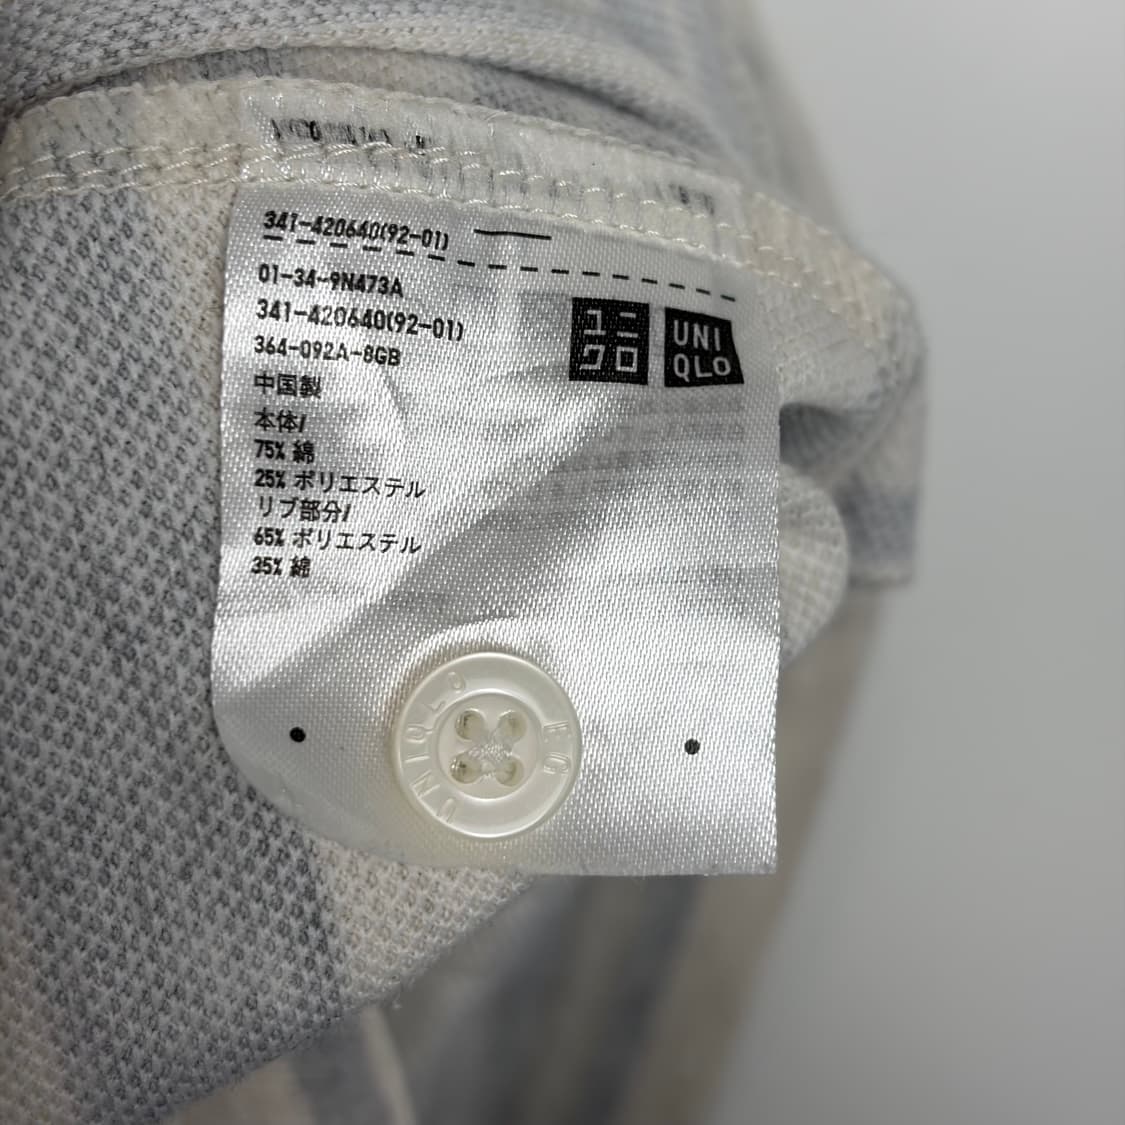 341-420640(92-01)
01-34-9N473A
341-420640(92-01)
364-092A-8GB
中国製
本体/
75% 綿
25% ポリエステル
リブ部分/
65% ポリエステル
35% 綿
ユニ
クロ
UNI
QLO
UNIQLO